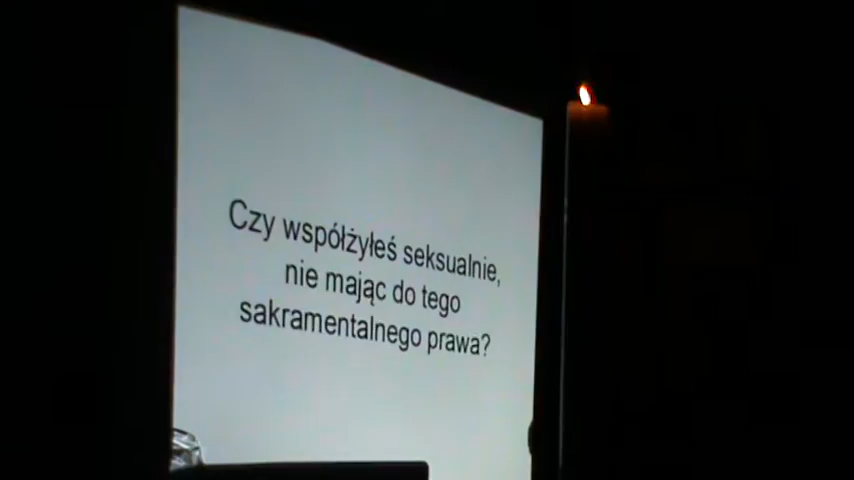 Czy współżyłeś seksualnie,
nie mając do tego
sakramentalnego prawa?